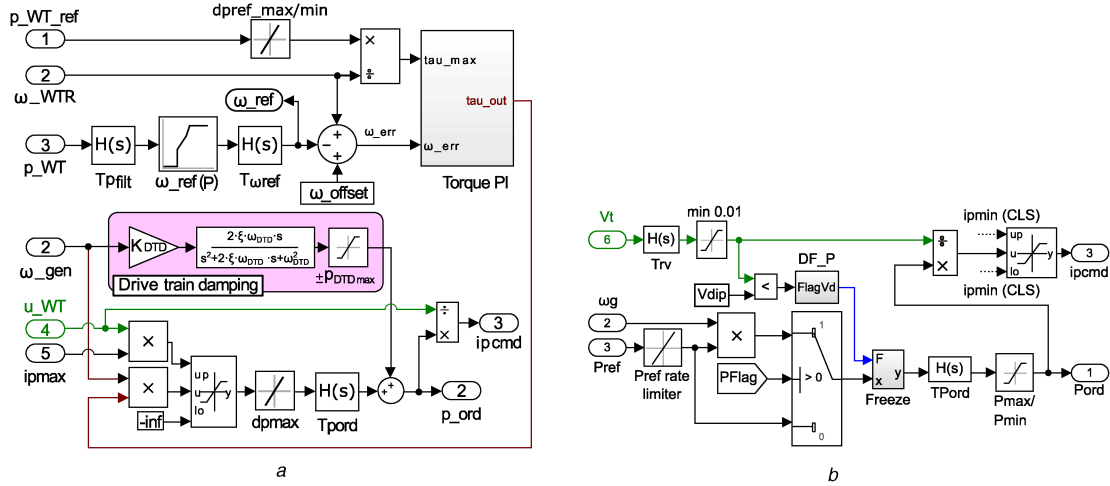 p_WT_ref
1
dpref_max/min
×
÷
2
ω_WTR
tau_max
tau_out
ω_err
Torque PI
ω_ref
3
p_WT
H(s)
Tpfilt
ω_ref(P)
H(s)
Tωref
+
−
+
ω_err
ω_offset
2
ω_gen
KDTD
2·ξ·ωDTD·s
s²+2·ξ·ωDTD·s+ω²DTD
±pDTDmax
Drive train damping
u_WT
4
5
ipmax
×
×
-inf
up
u
lo
y
dpmax
H(s)
Tpord
+
+
÷
×
3
ipcmd
2
p_ord
a
Vt
6
H(s)
Trv
min 0.01
Vdip
<
DF_P
FlagVd
÷
×
ipmin (CLS)
up
u
lo
y
ipmin (CLS)
3
ipcmd
ωg
2
3
Pref
Pref rate
limiter
×
PFlag
1
> 0
0
F
x
y
Freeze
H(s)
TPord
Pmax/
Pmin
1
Pord
b